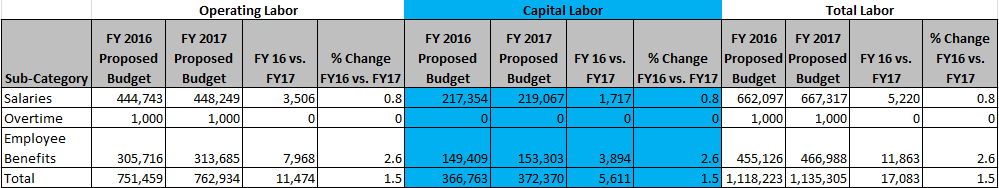 Operating Labor Capital Labor Total Labor
FY 2016 FY 2017 FY 2016 FY 2017 FY 2016 FY 2017 % Change
Proposed Proposed FY 16 vs. % Change Proposed Proposed FY 16 vs. % Change Proposed Proposed FY 16 vs. FY16 vs.
Sub-Category Budget Budget FY17 FY16 vs. FY17 Budget Budget FY17 FY16 vs. FY17 Budget Budget FY17 FY17
Salaries 444,743 448,249 3,506 0.8 217,354 219,067 1,717 0.8 662,097 667,317 5,220 0.8
Overtime 1,000 1,000 0 0 0 0 0 0 1,000 1,000 0 0
Employee
Benefits 305,716 313,685 7,968 2.6 149,409 153,303 3,894 2.6 455,126 466,988 11,863 2.6
Total 751,459 762,934 11,474 1.5 366,763 372,370 5,611 1.5 1,118,223 1,135,305 17,083 1.5